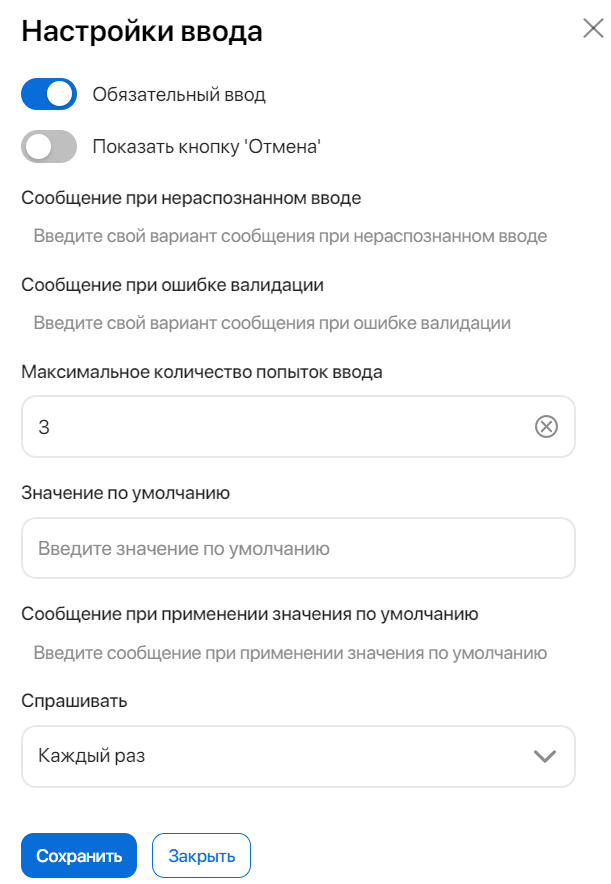 Настройки ввода
Обязательный ввод
Показать кнопку 'Отмена'
Сообщение при нераспознанном вводе
Введите свой вариант сообщения при нераспознанном вводе
Сообщение при ошибке валидации
Введите свой вариант сообщения при ошибке валидации
Максимальное количество попыток ввода
3
Значение по умолчанию
Введите значение по умолчанию
Сообщение при применении значения по умолчанию
Введите сообщение при применении значения по умолчанию
Спрашивать
Каждый раз
Сохранить Закрыть